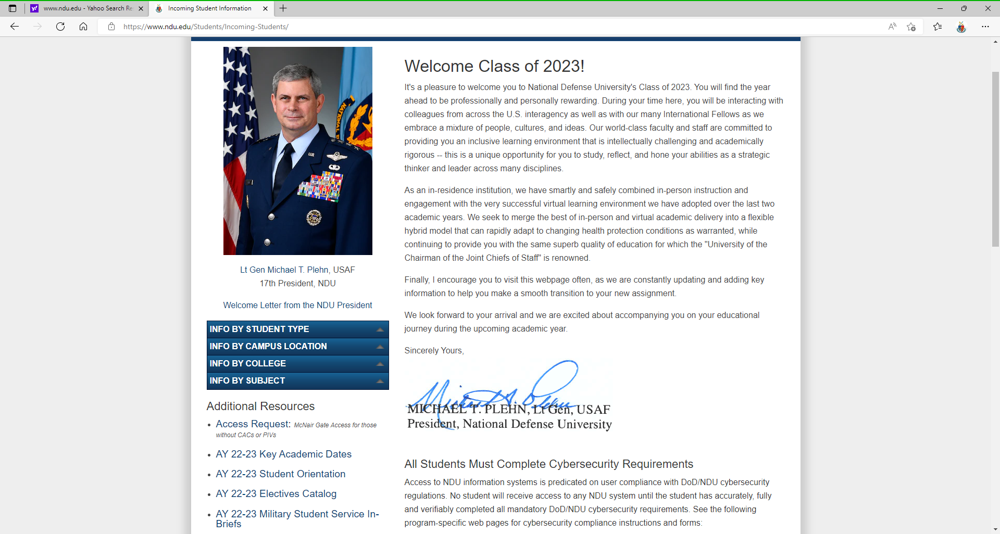 www.ndu.edu - Yahoo Search Re
Incoming Student Information
https://www.ndu.edu/Students/Incoming-Students/
Lt Gen Michael T. Plehn, USAF
17th President, NDU
Welcome Letter from the NDU President
INFO BY STUDENT TYPE
INFO BY CAMPUS LOCATION
INFO BY COLLEGE
INFO BY SUBJECT
Additional Resources
Access Request: McNair Gate Access for those
without CACs or PIVs
AY 22-23 Key Academic Dates
AY 22-23 Student Orientation
AY 22-23 Electives Catalog
AY 22-23 Military Student Service In-
Briefs
Welcome Class of 2023!
It's a pleasure to welcome you to National Defense University's Class of 2023. You will find the year
ahead to be professionally and personally rewarding. During your time here, you will be interacting with
colleagues from across the U.S. interagency as well as with our many International Fellows as we
embrace a mixture of people, cultures, and ideas. Our world-class faculty and staff are committed to
providing you an inclusive learning environment that is intellectually challenging and academically
rigorous -- this is a unique opportunity for you to study, reflect, and hone your abilities as a strategic
thinker and leader across many disciplines.
As an in-residence institution, we have smartly and safely combined in-person instruction and
engagement with the very successful virtual learning environment we have adopted over the last two
academic years. We seek to merge the best of in-person and virtual academic delivery into a flexible
hybrid model that can rapidly adapt to changing health protection conditions as warranted, while
continuing to provide you with the same superb quality of education for which the "University of the
Chairman of the Joint Chiefs of Staff" is renowned.
Finally, I encourage you to visit this webpage often, as we are constantly updating and adding key
information to help you make a smooth transition to your new assignment.
We look forward to your arrival and we are excited about accompanying you on your educational
journey during the upcoming academic year.
Sincerely Yours,
MICHAEL T. PLEHN, Lt Gen, USAF
President, National Defense University
All Students Must Complete Cybersecurity Requirements
Access to NDU information systems is predicated on user compliance with DoD/NDU cybersecurity
regulations. No student will receive access to any NDU system until the student has accurately, fully
and verifiably completed all mandatory DoD/NDU cybersecurity requirements. See the following
program-specific web pages for cybersecurity compliance instructions and forms: